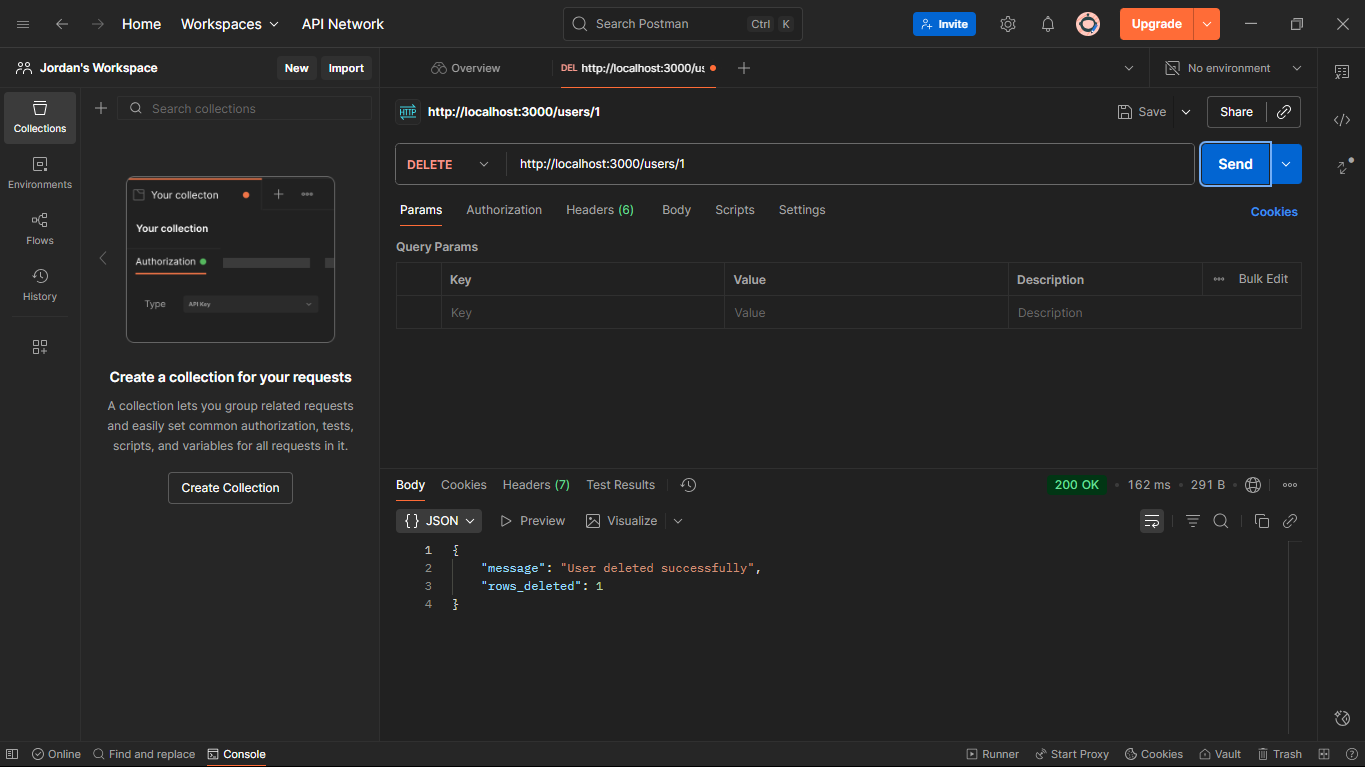 Home Workspaces API Network Search Postman Ctrl K Invite Upgrade
Jordan's Workspace New Import Overview DEL http://localhost:3000/us No environment
Search collections
Collections
Environments
Flows
History
Your collecton
Your collection
Authorization
Type API Key
Create a collection for your requests
A collection lets you group related requests
and easily set common authorization, tests,
scripts, and variables for all requests in it.
Create Collection
HTTP http://localhost:3000/users/1 Save Share
DELETE http://localhost:3000/users/1 Send
Params Authorization Headers (6) Body Scripts Settings Cookies
Query Params
Key Value Description Bulk Edit
Key Value Description
Body Cookies Headers (7) Test Results 200 OK 162 ms 291 B
{} JSON Preview Visualize
1 {
2 "message": "User deleted successfully",
3 "rows_deleted": 1
4 }
Online Find and replace Console Runner Start Proxy Cookies Vault Trash